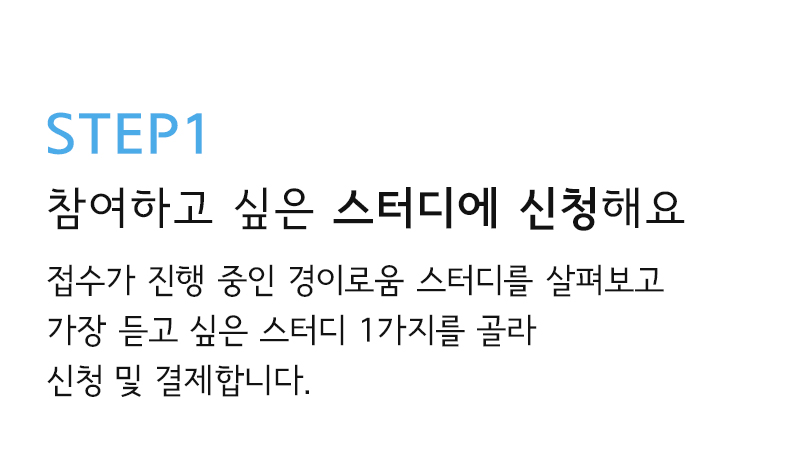 STEP1
참여하고 싶은 스터디에 신청해요
접수가 진행 중인 경이로움 스터디를 살펴보고
가장 듣고 싶은 스터디 1가지를 골라
신청 및 결제합니다.